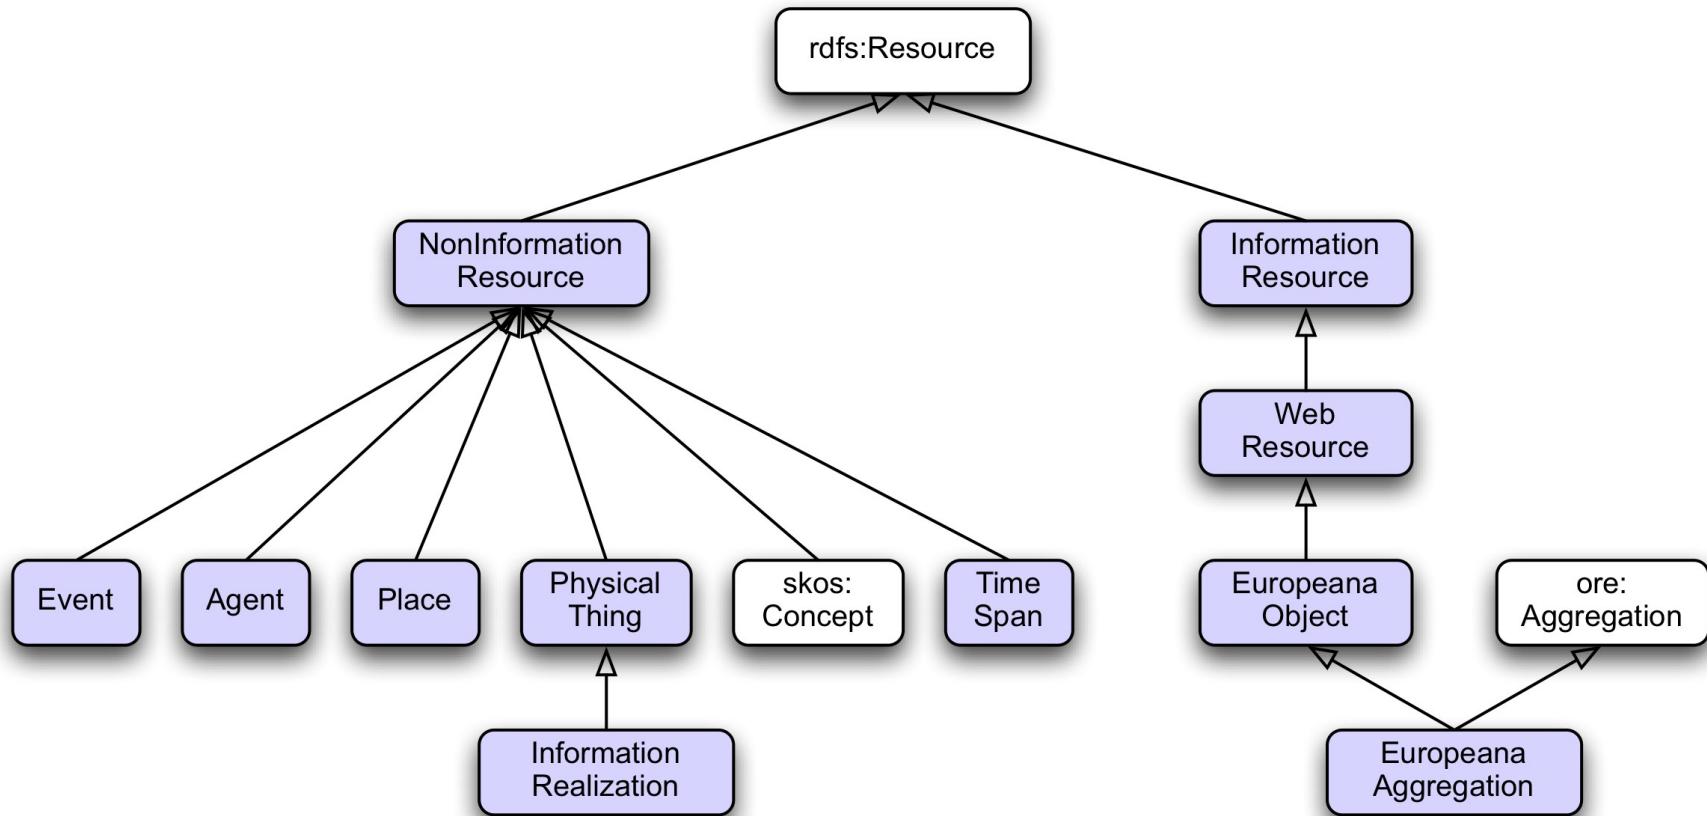 rdfs:Resource
NonInformation
Resource
Information
Resource
Web
Resource
Event
Agent
Place
Physical
Thing
skos:
Concept
Time
Span
Europeana
Object
ore:
Aggregation
Information
Realization
Europeana
Aggregation